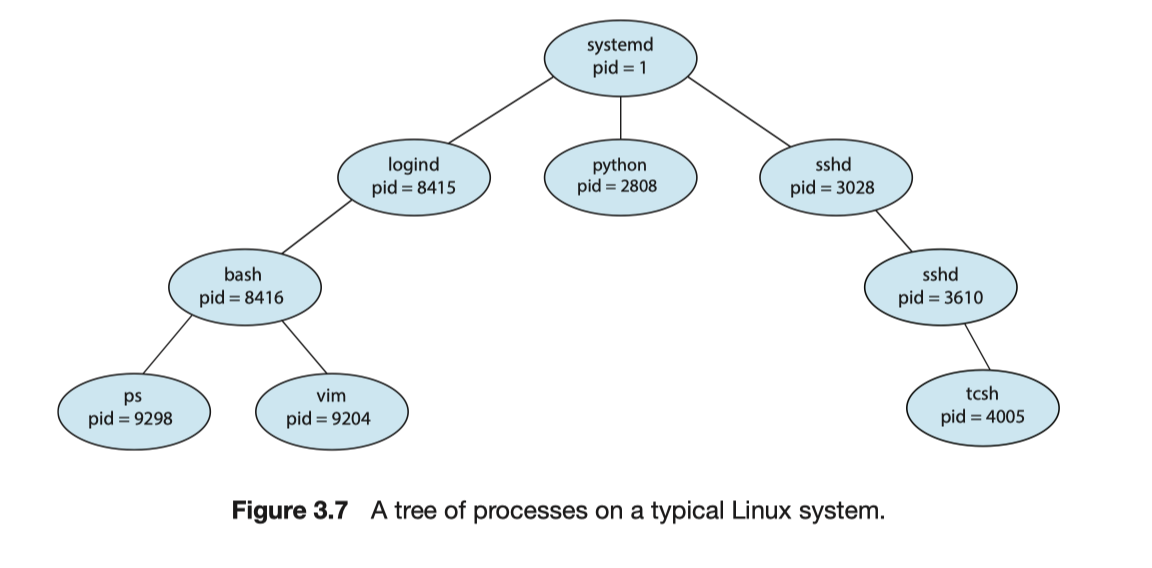 systemd
pid = 1
logind
pid = 8415
python
pid = 2808
sshd
pid = 3028
bash
pid = 8416
sshd
pid = 3610
ps
pid = 9298
vim
pid = 9204
tcsh
pid = 4005
Figure 3.7 A tree of processes on a typical Linux system.